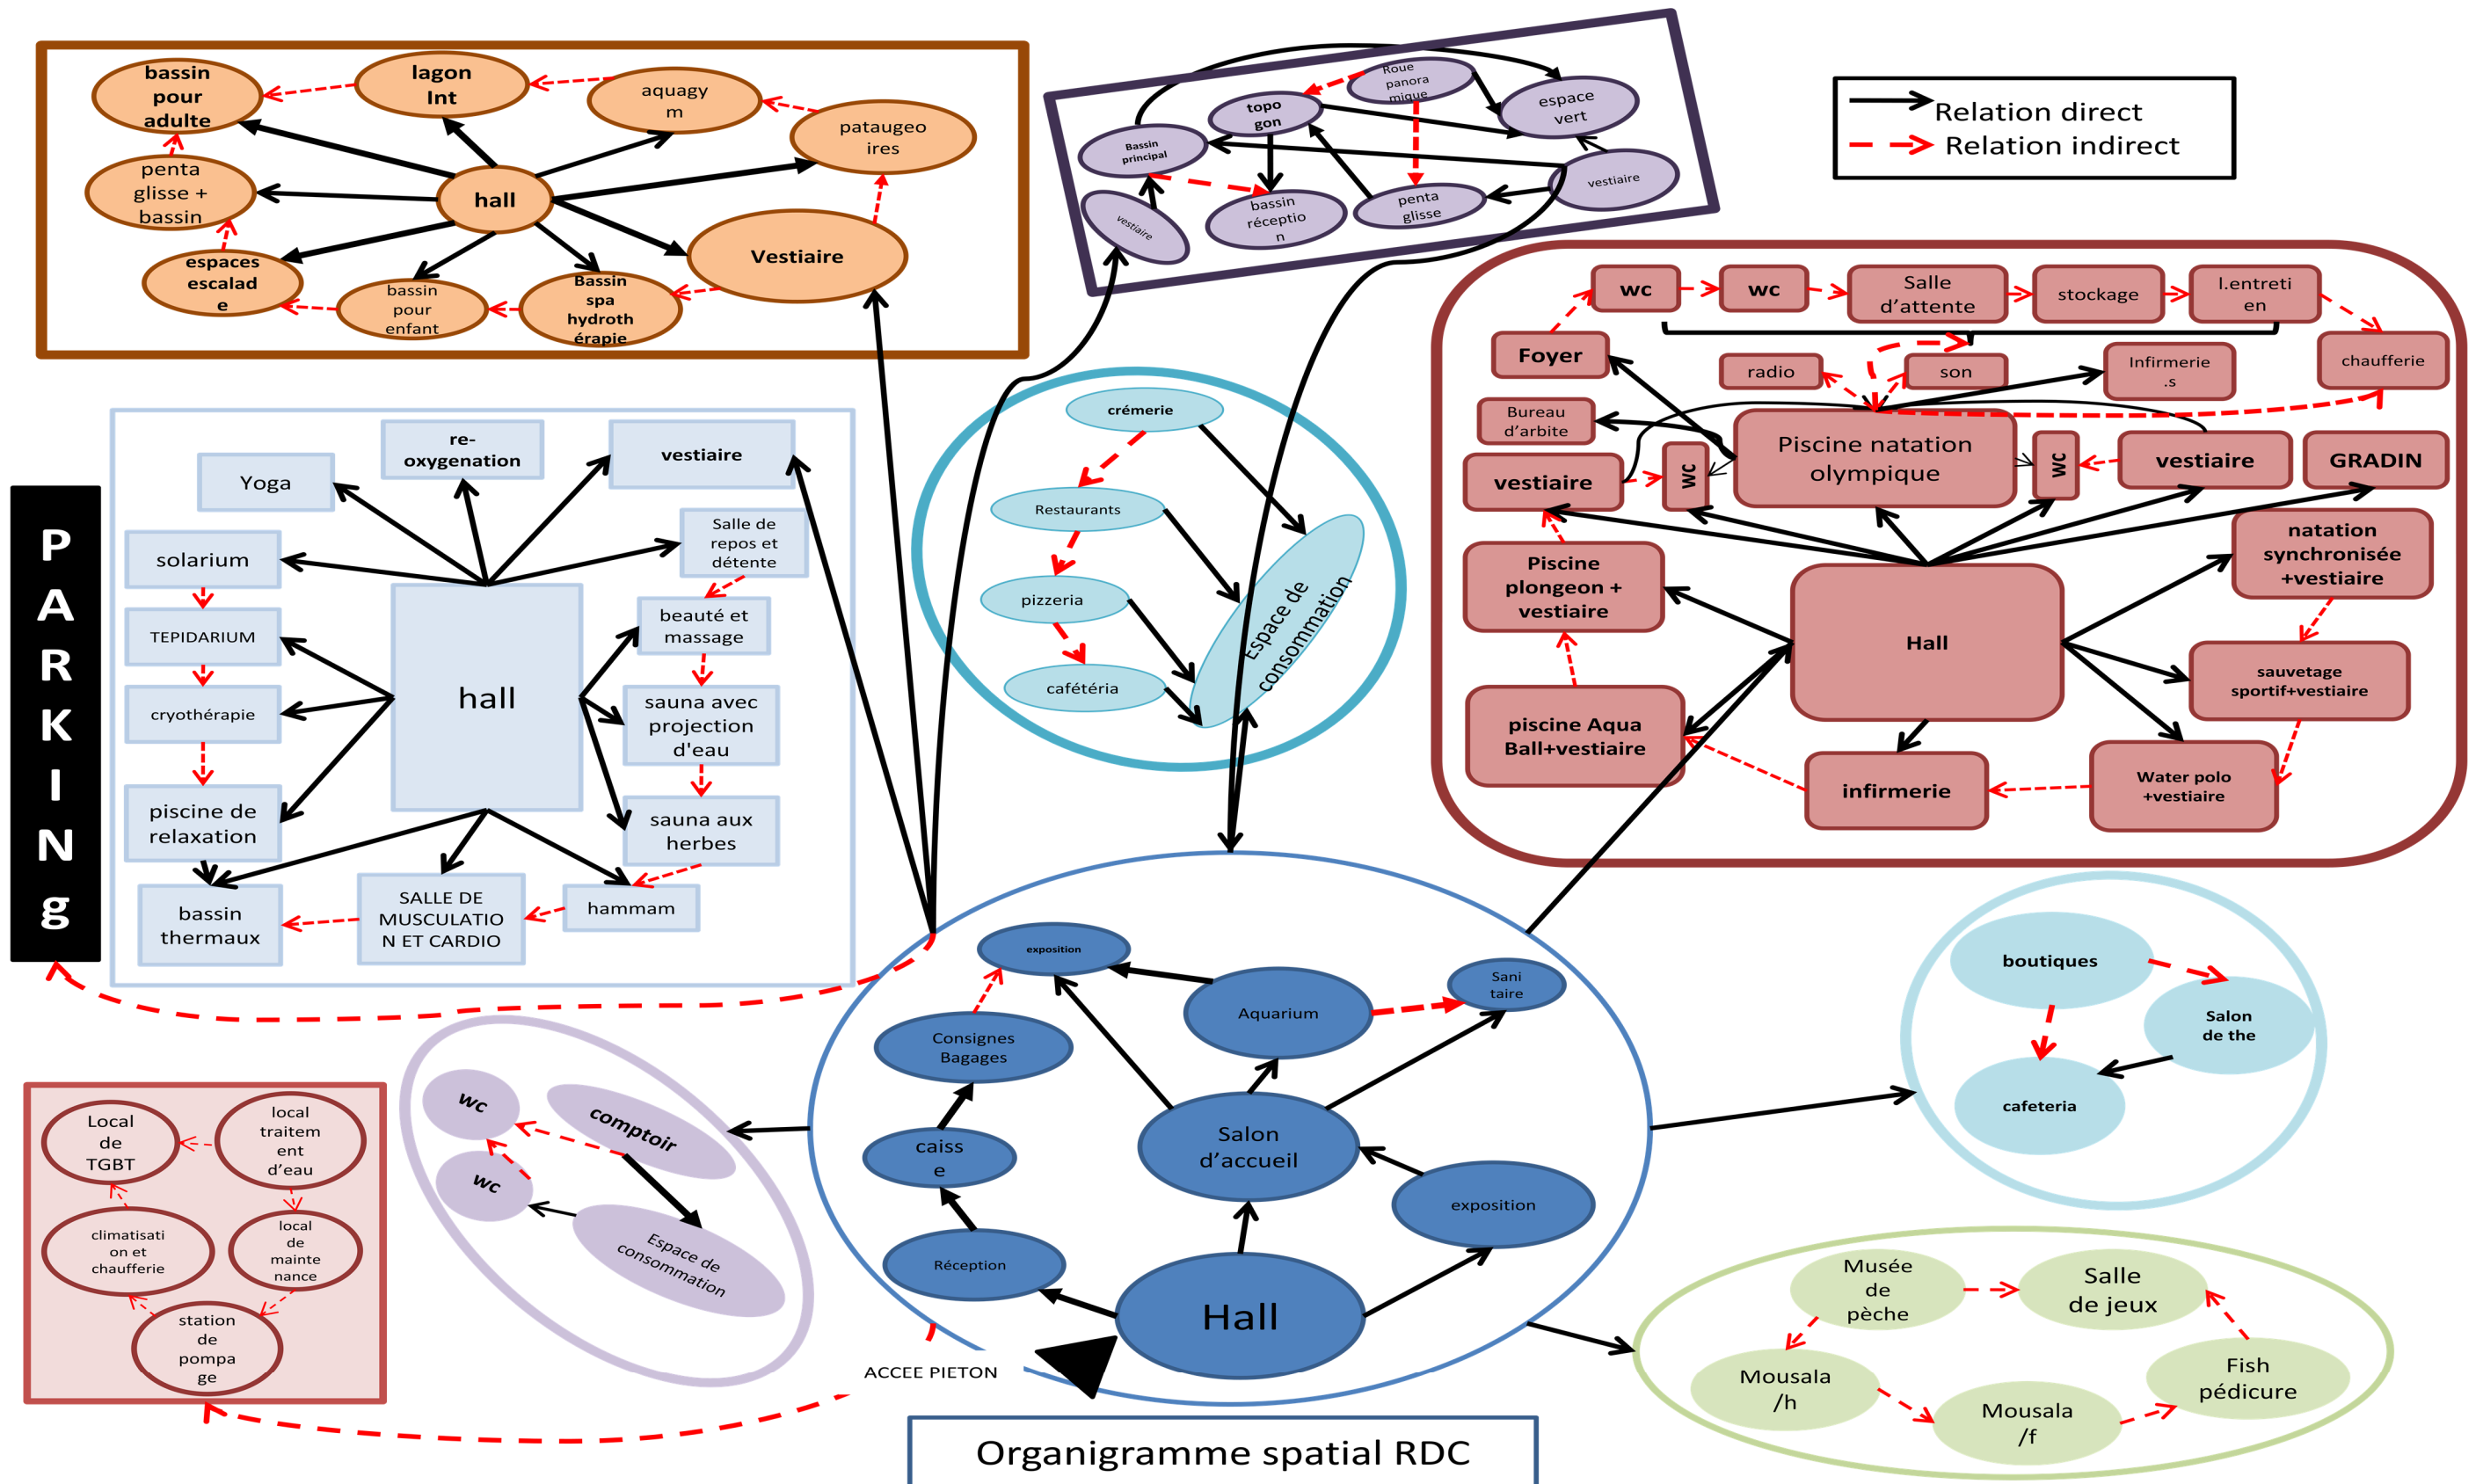 bassin
pour
adulte
lagon
Int
aquagy
m
pataugeo
ires
penta
glisse +
bassin
hall
Vestiaire
espaces
escalad
e
bassin
pour
enfant
Bassin
spa
hydroth
érapie
Roue
panora
mique
topo
gon
espace
vert
Bassin
principal
vestiaire
bassin
réceptio
n
penta
glisse
vestiaire
Relation direct
Relation indirect
wc
wc
Salle
d’attente
stockage
l.entreti
en
Foyer
radio
son
Infirmerie
.s
chaufferie
Bureau
d’arbite
Piscine natation
olympique
vestiaire
wc
wc
vestiaire
GRADIN
natation
synchronisée
+vestiaire
Piscine
plongeon +
vestiaire
Hall
sauvetage
sportif+vestiaire
piscine Aqua
Ball+vestiaire
infirmerie
Water polo
+vestiaire
crémerie
Restaurants
pizzeria
cafétéria
Espace de
consommation
PARKINg
Yoga
re-
oxygenation
vestiaire
solarium
Salle de
repos et
détente
TEPIDARIUM
beauté et
massage
hall
cryothérapie
sauna avec
projection
d'eau
piscine de
relaxation
sauna aux
herbes
bassin
thermaux
SALLE DE
MUSCULATIO
N ET CARDIO
hammam
exposition
Aquarium
Sani
taire
Consignes
Bagages
caiss
e
Salon
d’accueil
exposition
Réception
Hall
ACCEE PIETON
boutiques
Salon
de the
cafeteria
wc
comptoir
wc
Espace de
consommation
Local
de
TGBT
local
traitem
ent
d’eau
climatisati
on et
chaufferie
local
de
mainte
nance
station
de
pompa
ge
Musée
de
pèche
Salle
de jeux
Mousala
/h
Mousala
/f
Fish
pédicure
Organigramme spatial RDC